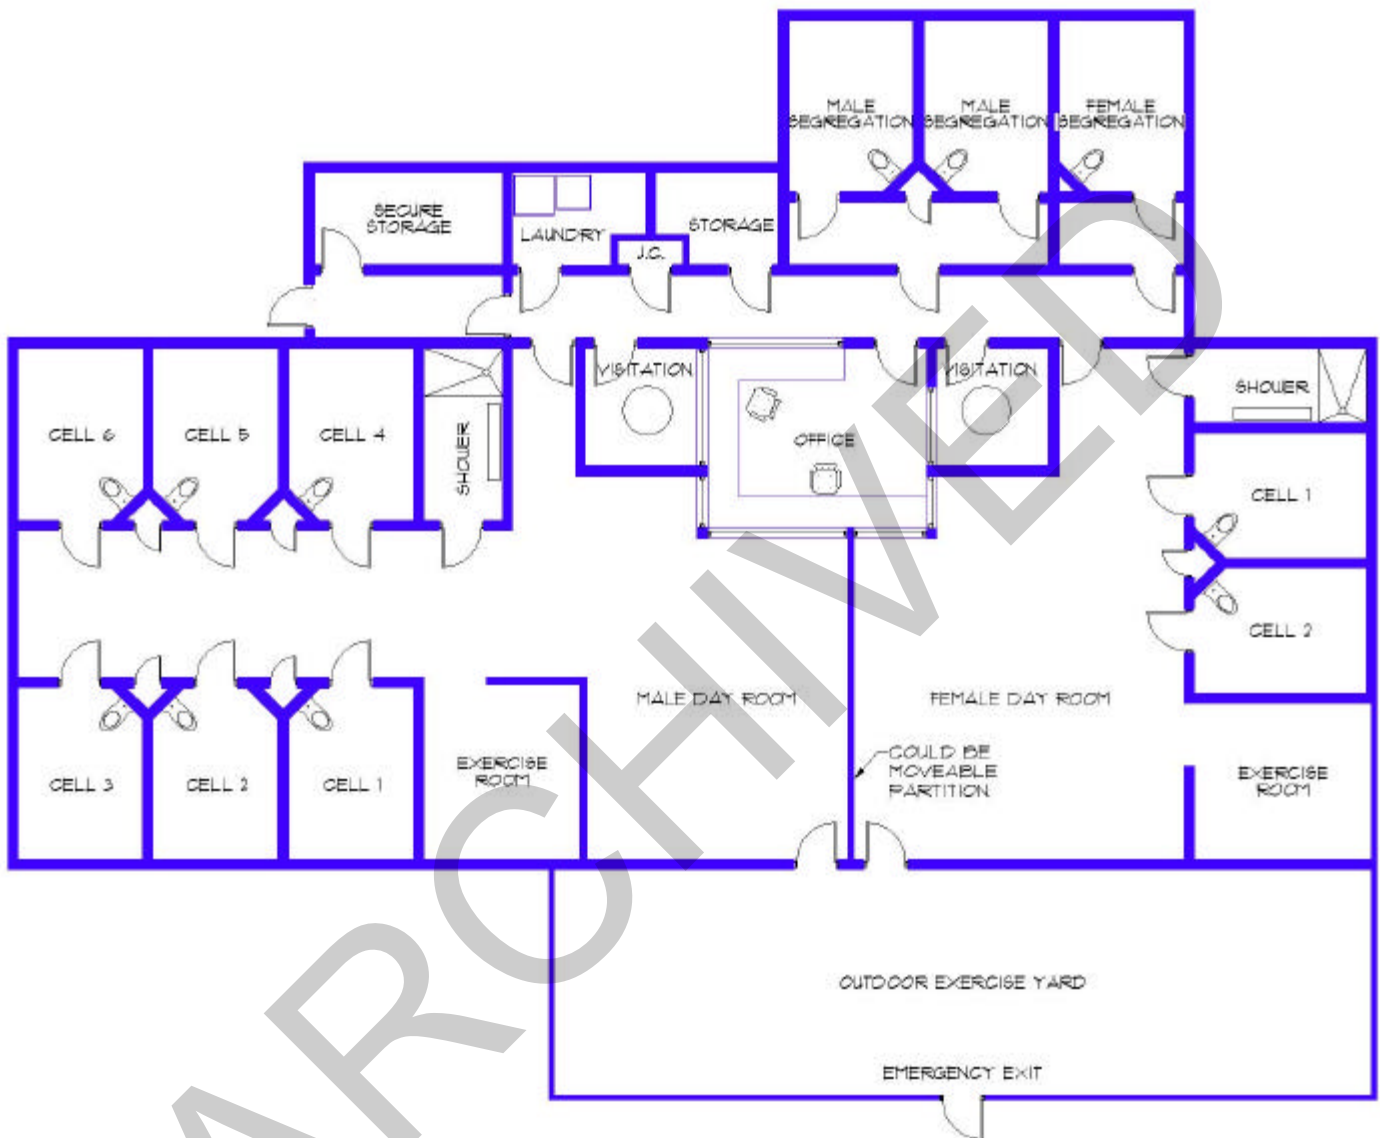 MALE
SEGREGATION
MALE
SEGREGATION
FEMALE
SEGREGATION
SECURE
STORAGE
LAUNDRY
J.C.
STORAGE
VISITATION
VISITATION
SHOWER
CELL 6
CELL 5
CELL 4
SHOWER
OFFICE
CELL 1
CELL 2
MALE DAY ROOM
FEMALE DAY ROOM
COULD BE
MOVEABLE
PARTITION
CELL 3
CELL 2
CELL 1
EXERCISE
ROOM
EXERCISE
ROOM
OUTDOOR EXERCISE YARD
EMERGENCY EXIT
ARCHIVED